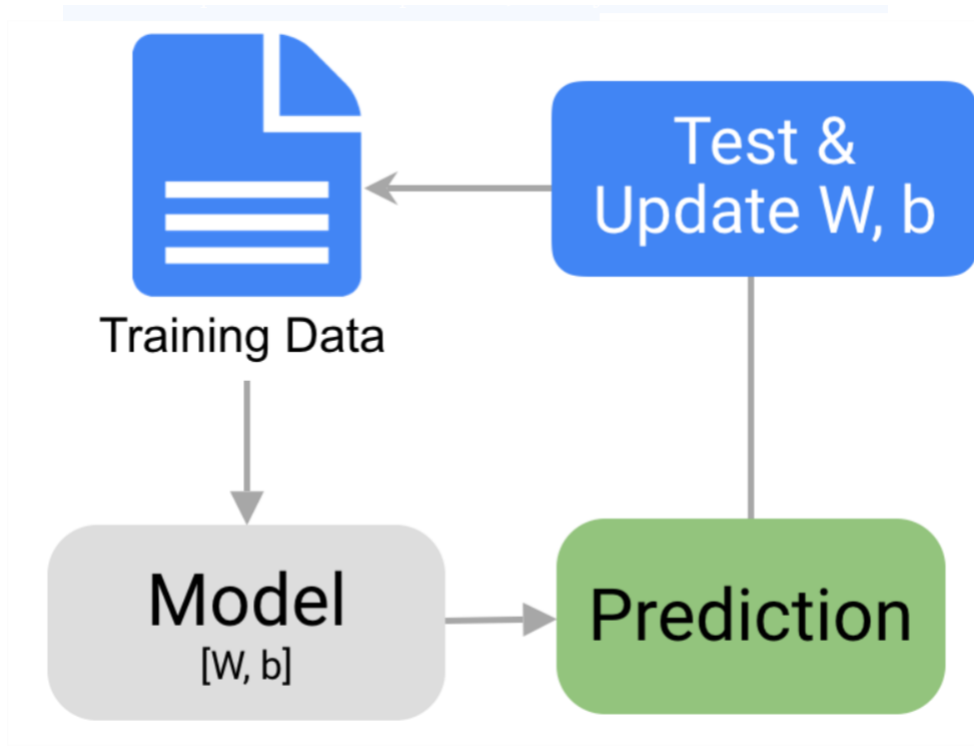 Test &
Update W, b
Training Data
Model
[W, b]
Prediction